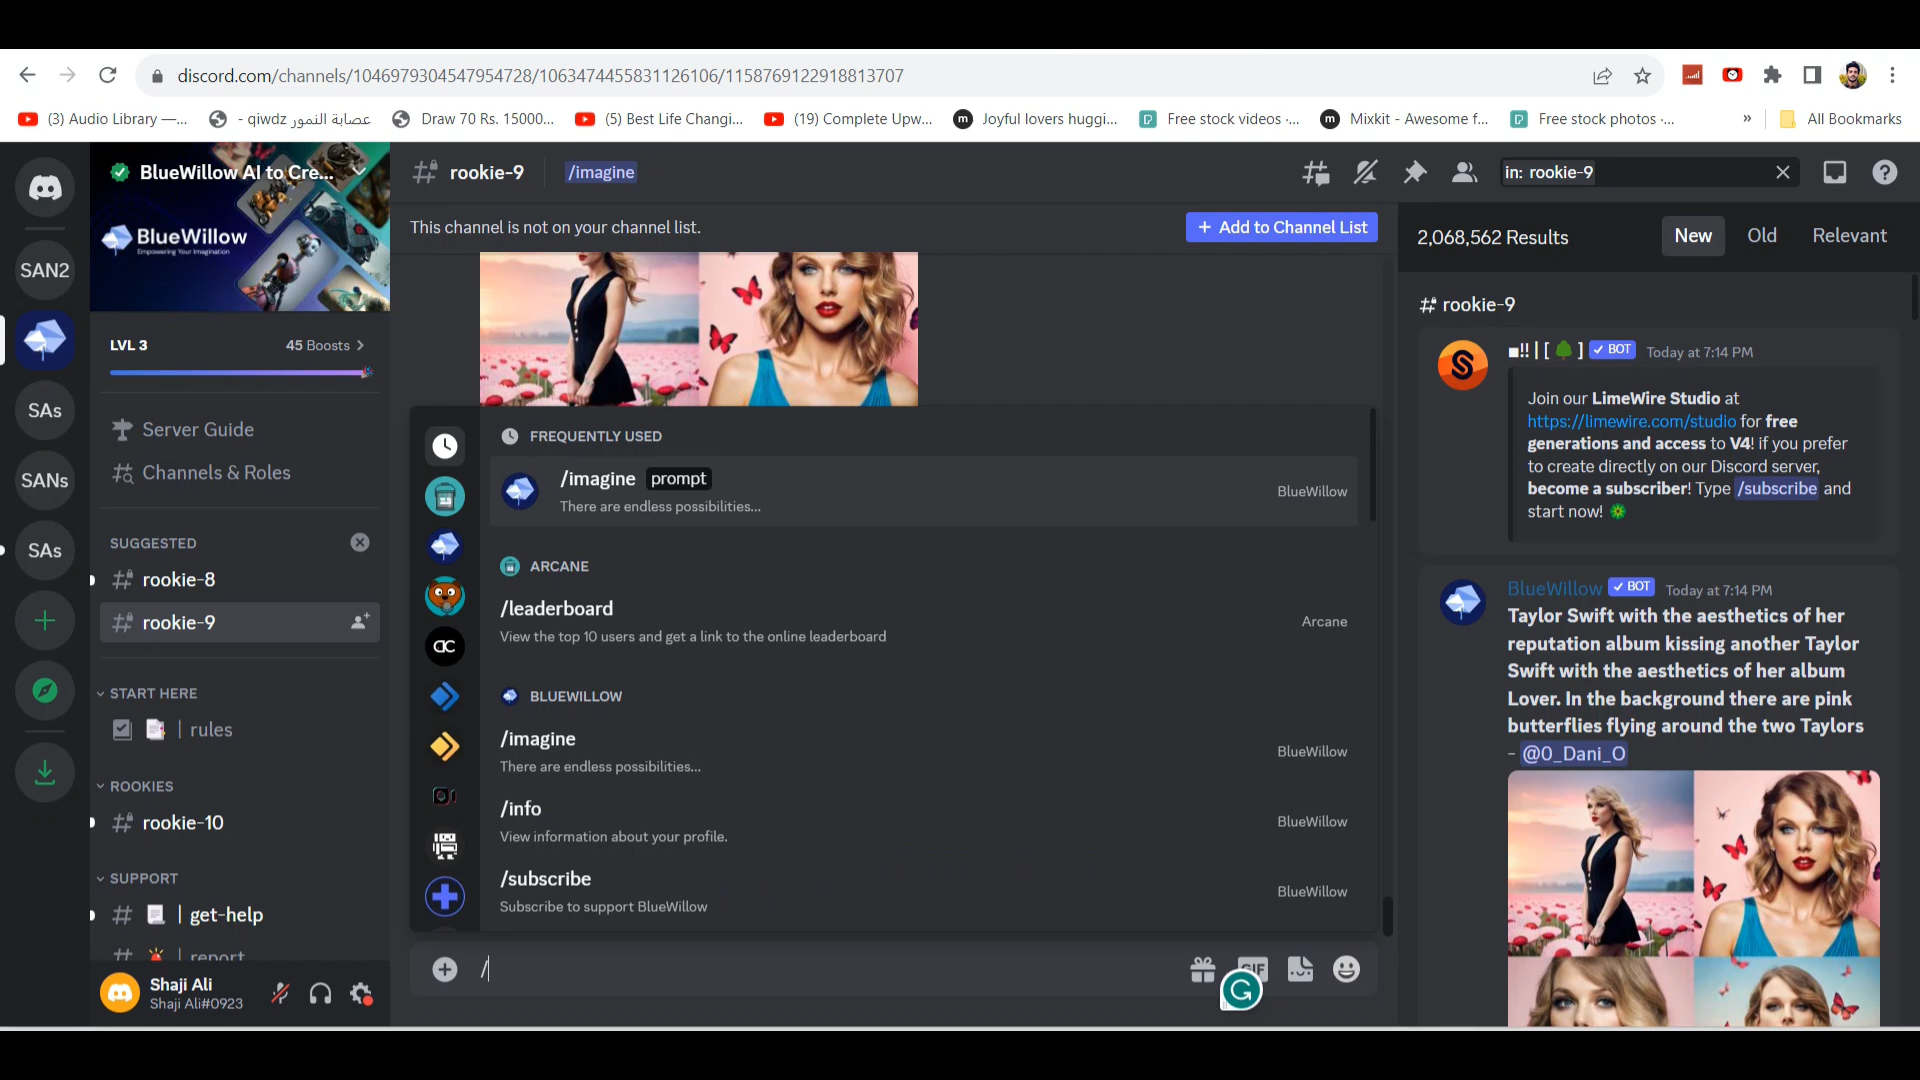 discord.com/channels/1046979304547954728/1063474455831126106/1158769122918813707
(3) Audio Library —...
عصابة النمور qiwdz -
Draw 70 Rs. 15000...
(5) Best Life Changi...
(19) Complete Upw...
Joyful lovers huggi...
Free stock videos ·...
Mixkit - Awesome f...
Free stock photos ·...
»
All Bookmarks
BlueWillow AI to Cre...
BlueWillow
Empowering Your Imagination
LVL 3
45 Boosts
Server Guide
Channels & Roles
SUGGESTED
rookie-8
rookie-9
START HERE
| rules
ROOKIES
rookie-10
SUPPORT
| get-help
| report
Shaji Ali
Shaji Ali#0923
SAN2
SAs
SANs
SAs
rookie-9
/imagine
in: rookie-9
This channel is not on your channel list.
+ Add to Channel List
FREQUENTLY USED
/imagine prompt
There are endless possibilities...
BlueWillow
ARCANE
/leaderboard
View the top 10 users and get a link to the online leaderboard
Arcane
BLUEWILLOW
/imagine
There are endless possibilities...
BlueWillow
/info
View information about your profile.
BlueWillow
/subscribe
Subscribe to support BlueWillow
BlueWillow
/
GIF
2,068,562 Results
New
Old
Relevant
rookie-9
■!! | [ 🌳 ] ✓ BOT Today at 7:14 PM
Join our LimeWire Studio at
https://limewire.com/studio for free
generations and access to V4! if you prefer
to create directly on our Discord server,
become a subscriber! Type /subscribe and
start now!
BlueWillow ✓ BOT Today at 7:14 PM
Taylor Swift with the aesthetics of her
reputation album kissing another Taylor
Swift with the aesthetics of her album
Lover. In the background there are pink
butterflies flying around the two Taylors
- @0_Dani_O